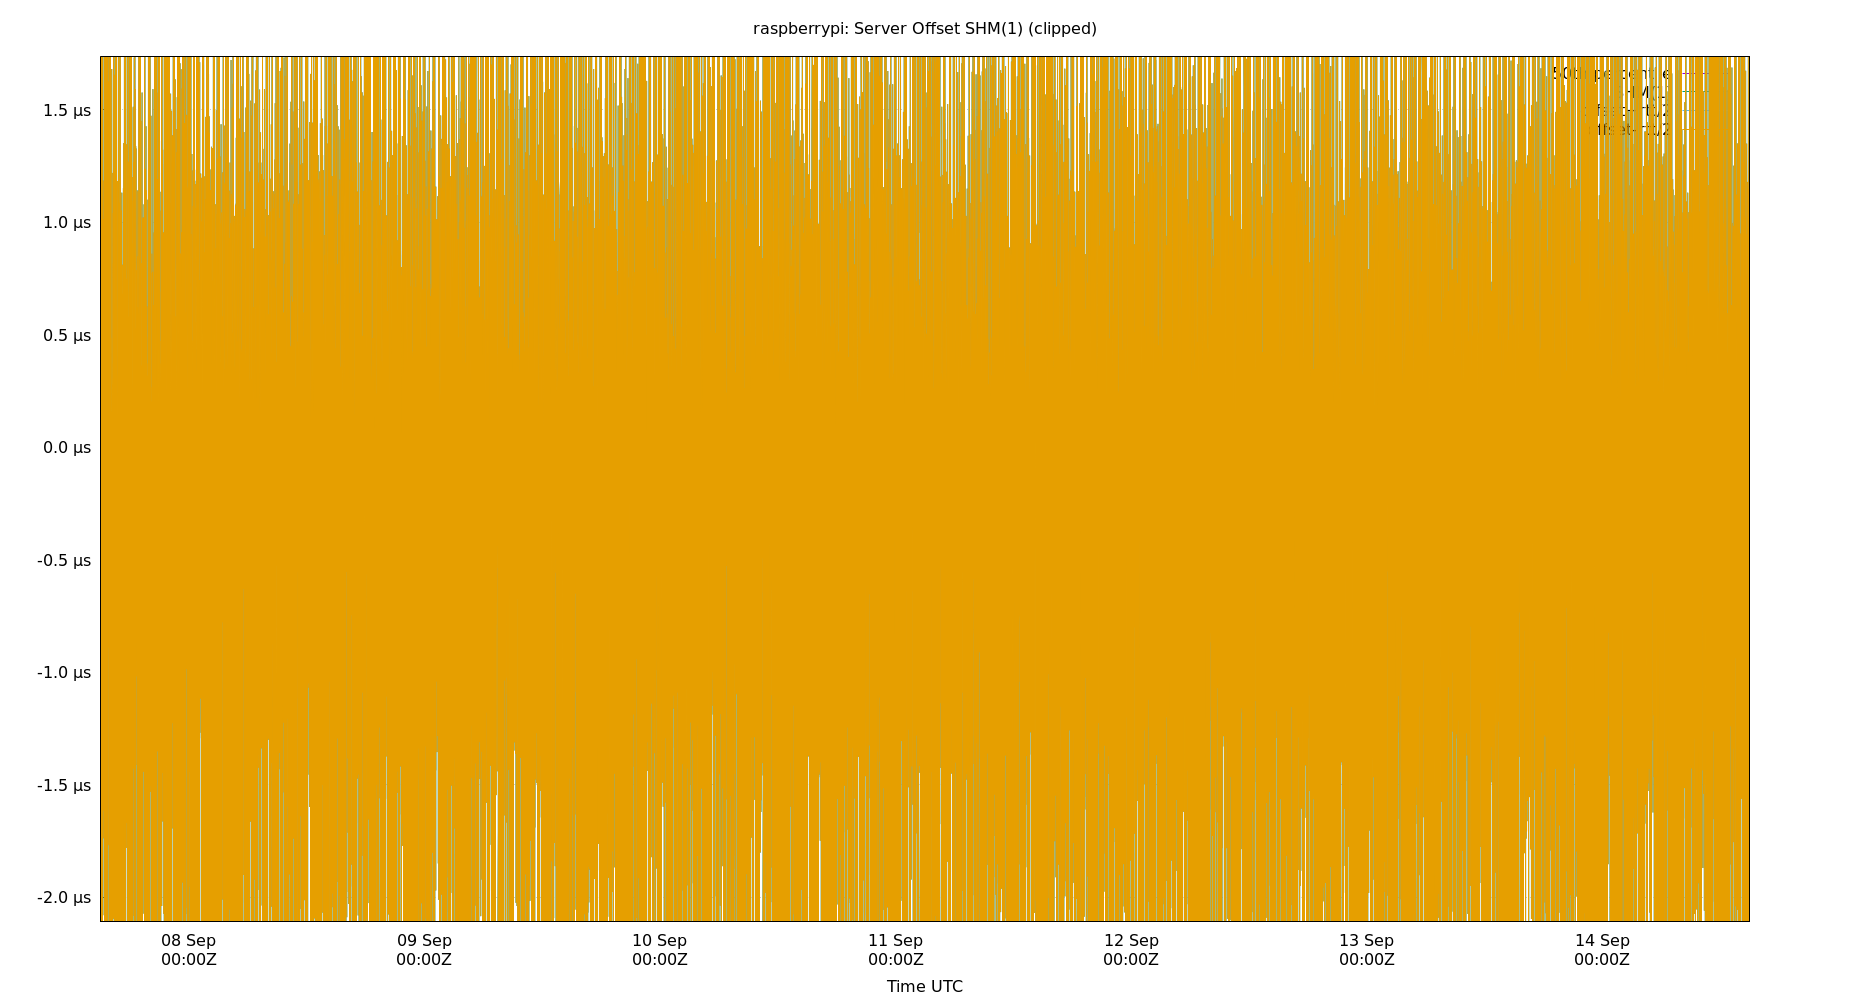 raspberrypi: Server Offset SHM(1) (clipped)
1.5 µs
1.0 µs
0.5 µs
0.0 µs
-0.5 µs
-1.0 µs
-1.5 µs
-2.0 µs
08 Sep 09 Sep 10 Sep 11 Sep 12 Sep 13 Sep 14 Sep
00:00Z 00:00Z 00:00Z 00:00Z 00:00Z 00:00Z 00:00Z
Time UTC